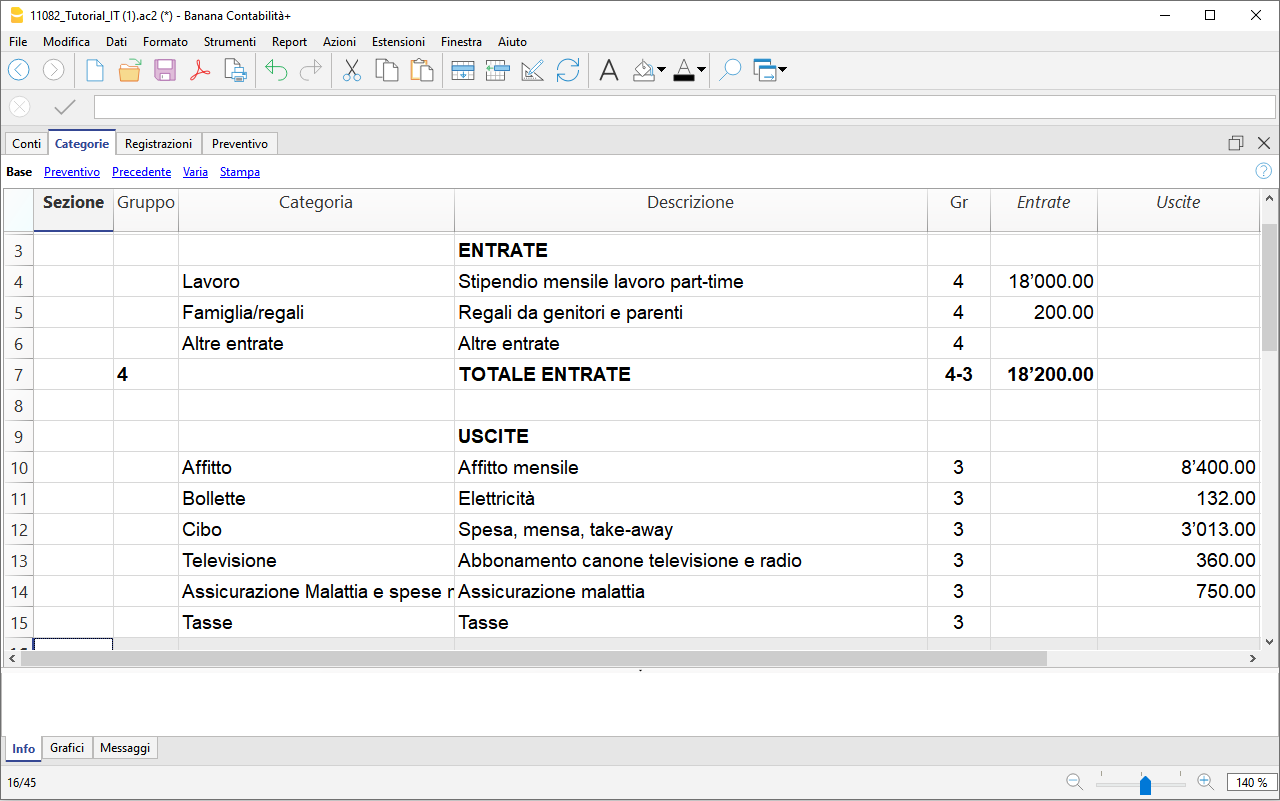 11082_Tutorial_IT (1).ac2 (*) - Banana Contabilità+
File Modifica Dati Formato Strumenti Report Azioni Estensioni Finestra Aiuto
Conti Categorie Registrazioni Preventivo
Base Preventivo Precedente Varia Stampa
Sezione Gruppo Categoria Descrizione Gr Entrate Uscite
3 ENTRATE
4 Lavoro Stipendio mensile lavoro part-time 4 18’000.00
5 Famiglia/regali Regali da genitori e parenti 4 200.00
6 Altre entrate Altre entrate 4
7 4 TOTALE ENTRATE 4-3 18’200.00
8
9 USCITE
10 Affitto Affitto mensile 3 8’400.00
11 Bollette Elettricità 3 132.00
12 Cibo Spesa, mensa, take-away 3 3’013.00
13 Televisione Abbonamento canone televisione e radio 3 360.00
14 Assicurazione Malattia e spese Assicurazione malattia 3 750.00
15 Tasse Tasse 3
Info Grafici Messaggi
16/45 140 %